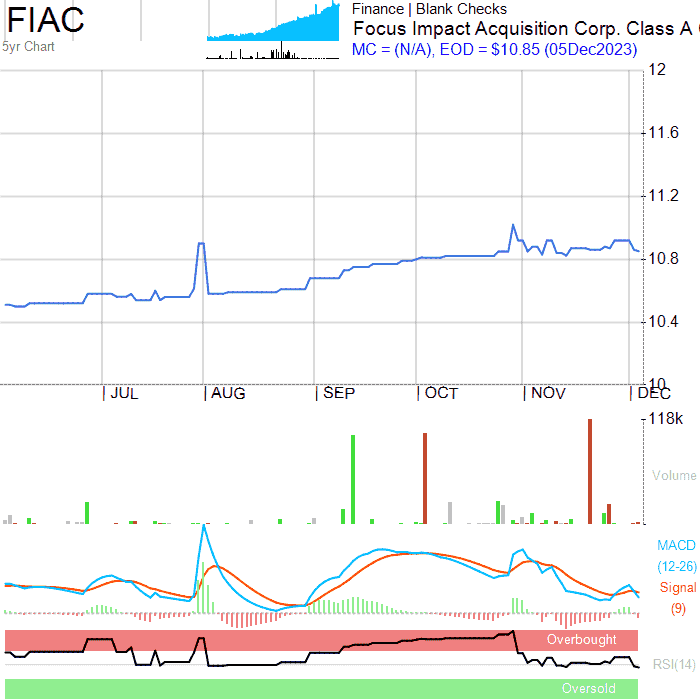 FIAC
5yr Chart
Finance | Blank Checks
Focus Impact Acquisition Corp. Class A
MC = (N/A), EOD = $10.85 (05Dec2023)
12
11.6
11.2
10.8
10.4
10
JUL
AUG
SEP
OCT
NOV
DEC
118k
Volume
MACD
(12-26)
Signal
(9)
Overbought
RSI(14)
Oversold